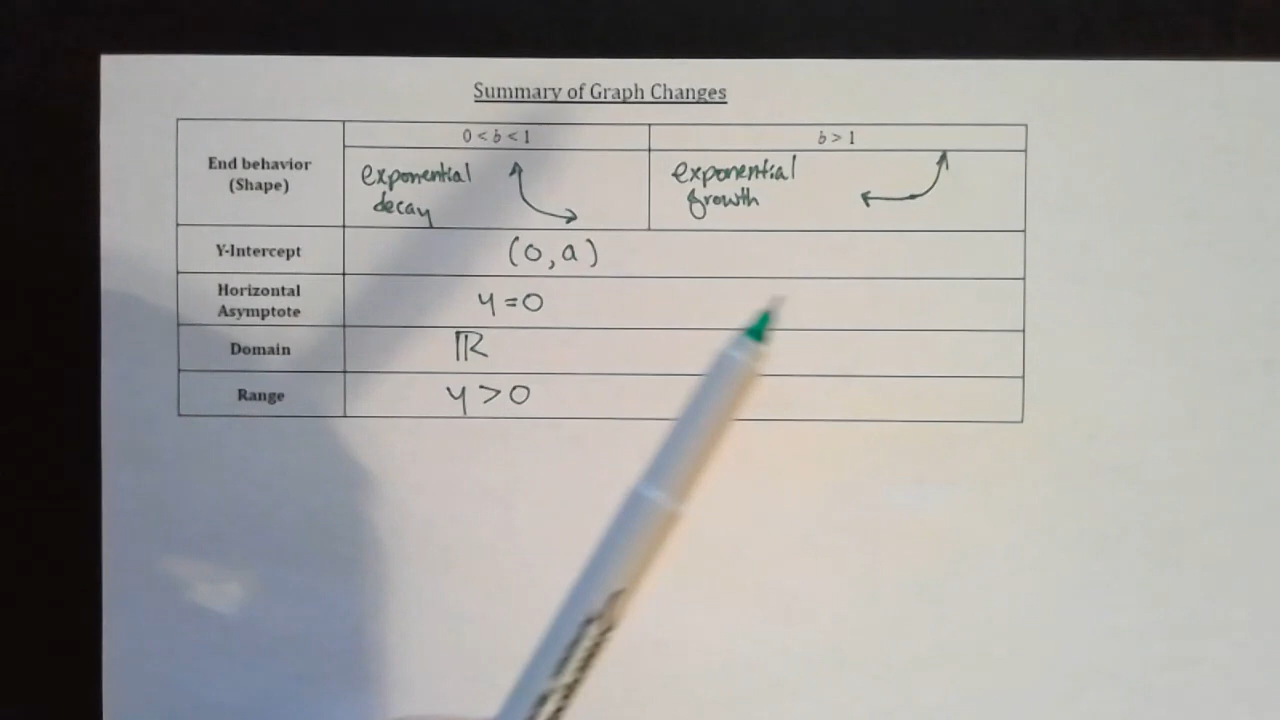 Summary of Graph Changes
0 < b < 1
b > 1
End behavior
(Shape)
exponential
decay
exponential
growth
Y-Intercept
(0,a)
Horizontal
Asymptote
y=0
Domain
ℝ
Range
y>0